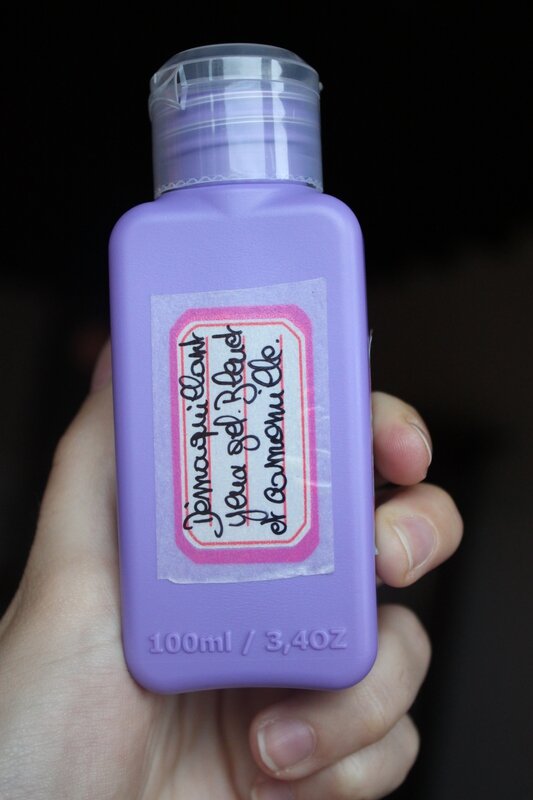 Démaquillant
yeux gel. Bleuet
et camomille.
100ml / 3,4OZ